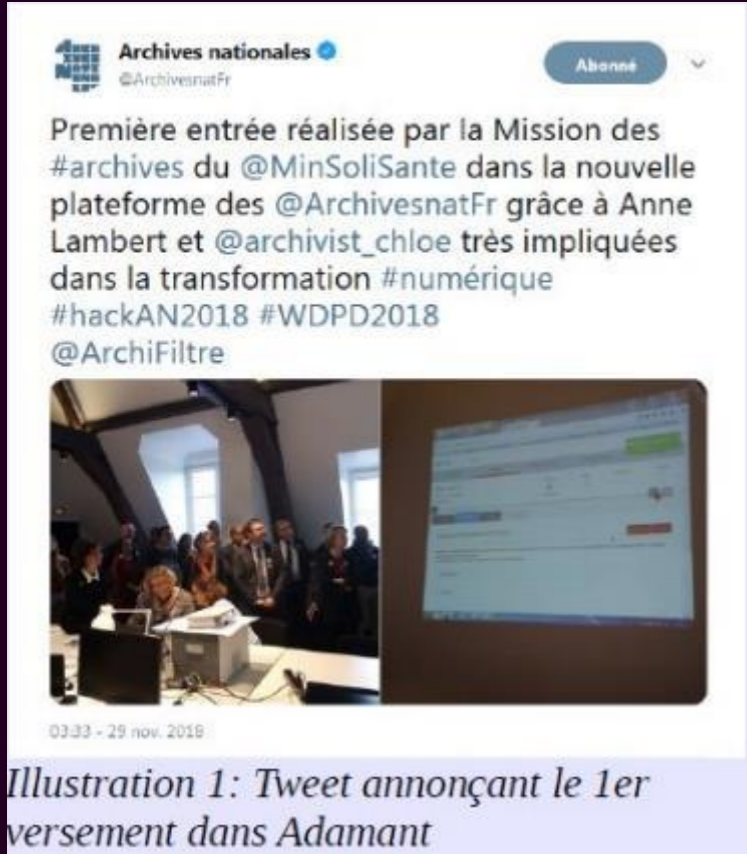 Archives nationales
@ArchivesnatFr
Abonné
Première entrée réalisée par la Mission des
#archives du @MinSoliSante dans la nouvelle
plateforme des @ArchivesnatFr grâce à Anne
Lambert et @archivist_chloe très impliquées
dans la transformation #numérique
#hackAN2018 #WDPD2018
@ArchiFiltre
03:33 - 29 nov. 2018
Illustration 1: Tweet annonçant le 1er
versement dans Adamant